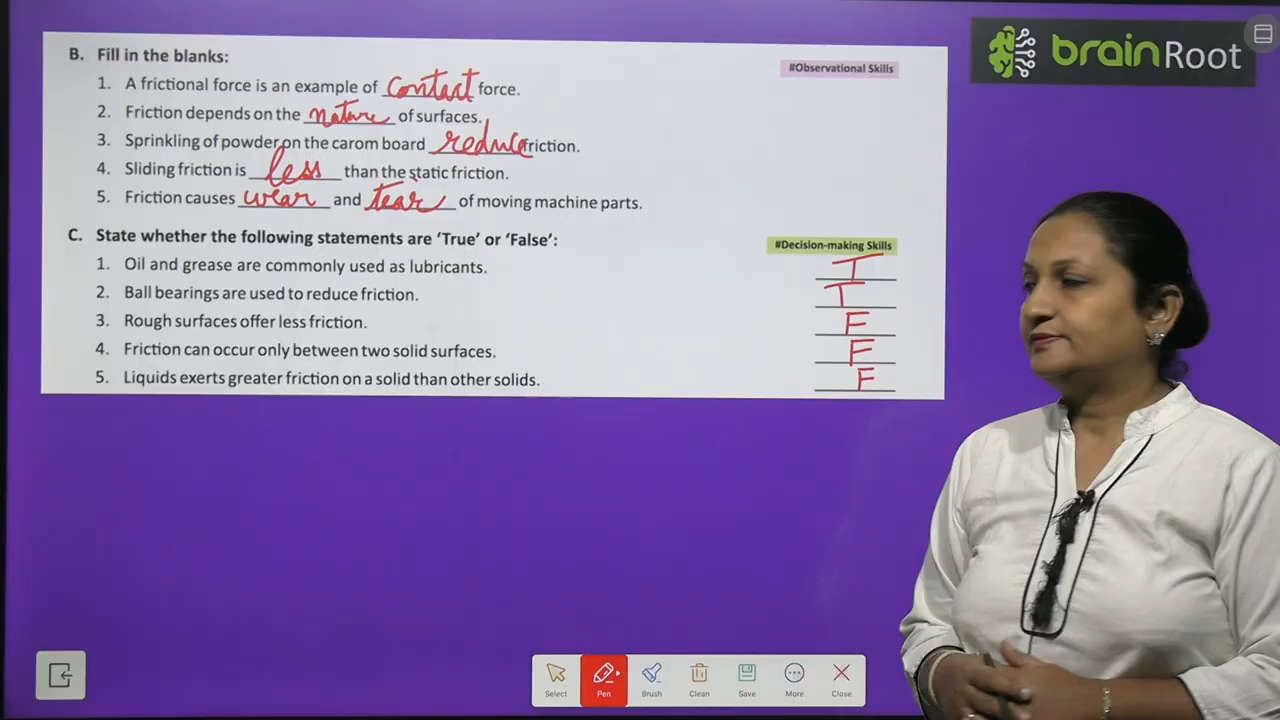 B. Fill in the blanks:
#Observational Skills
1. A frictional force is an example of contact force.
2. Friction depends on the nature of surfaces.
3. Sprinkling of powder on the carom board reduce friction.
4. Sliding friction is less than the static friction.
5. Friction causes wear and tear of moving machine parts.
C. State whether the following statements are ‘True’ or ‘False’:
#Decision-making Skills
1. Oil and grease are commonly used as lubricants. T
2. Ball bearings are used to reduce friction. T
3. Rough surfaces offer less friction. F
4. Friction can occur only between two solid surfaces. F
5. Liquids exerts greater friction on a solid than other solids. F
brainRoot
Select Pen Brush Clean Save More Close